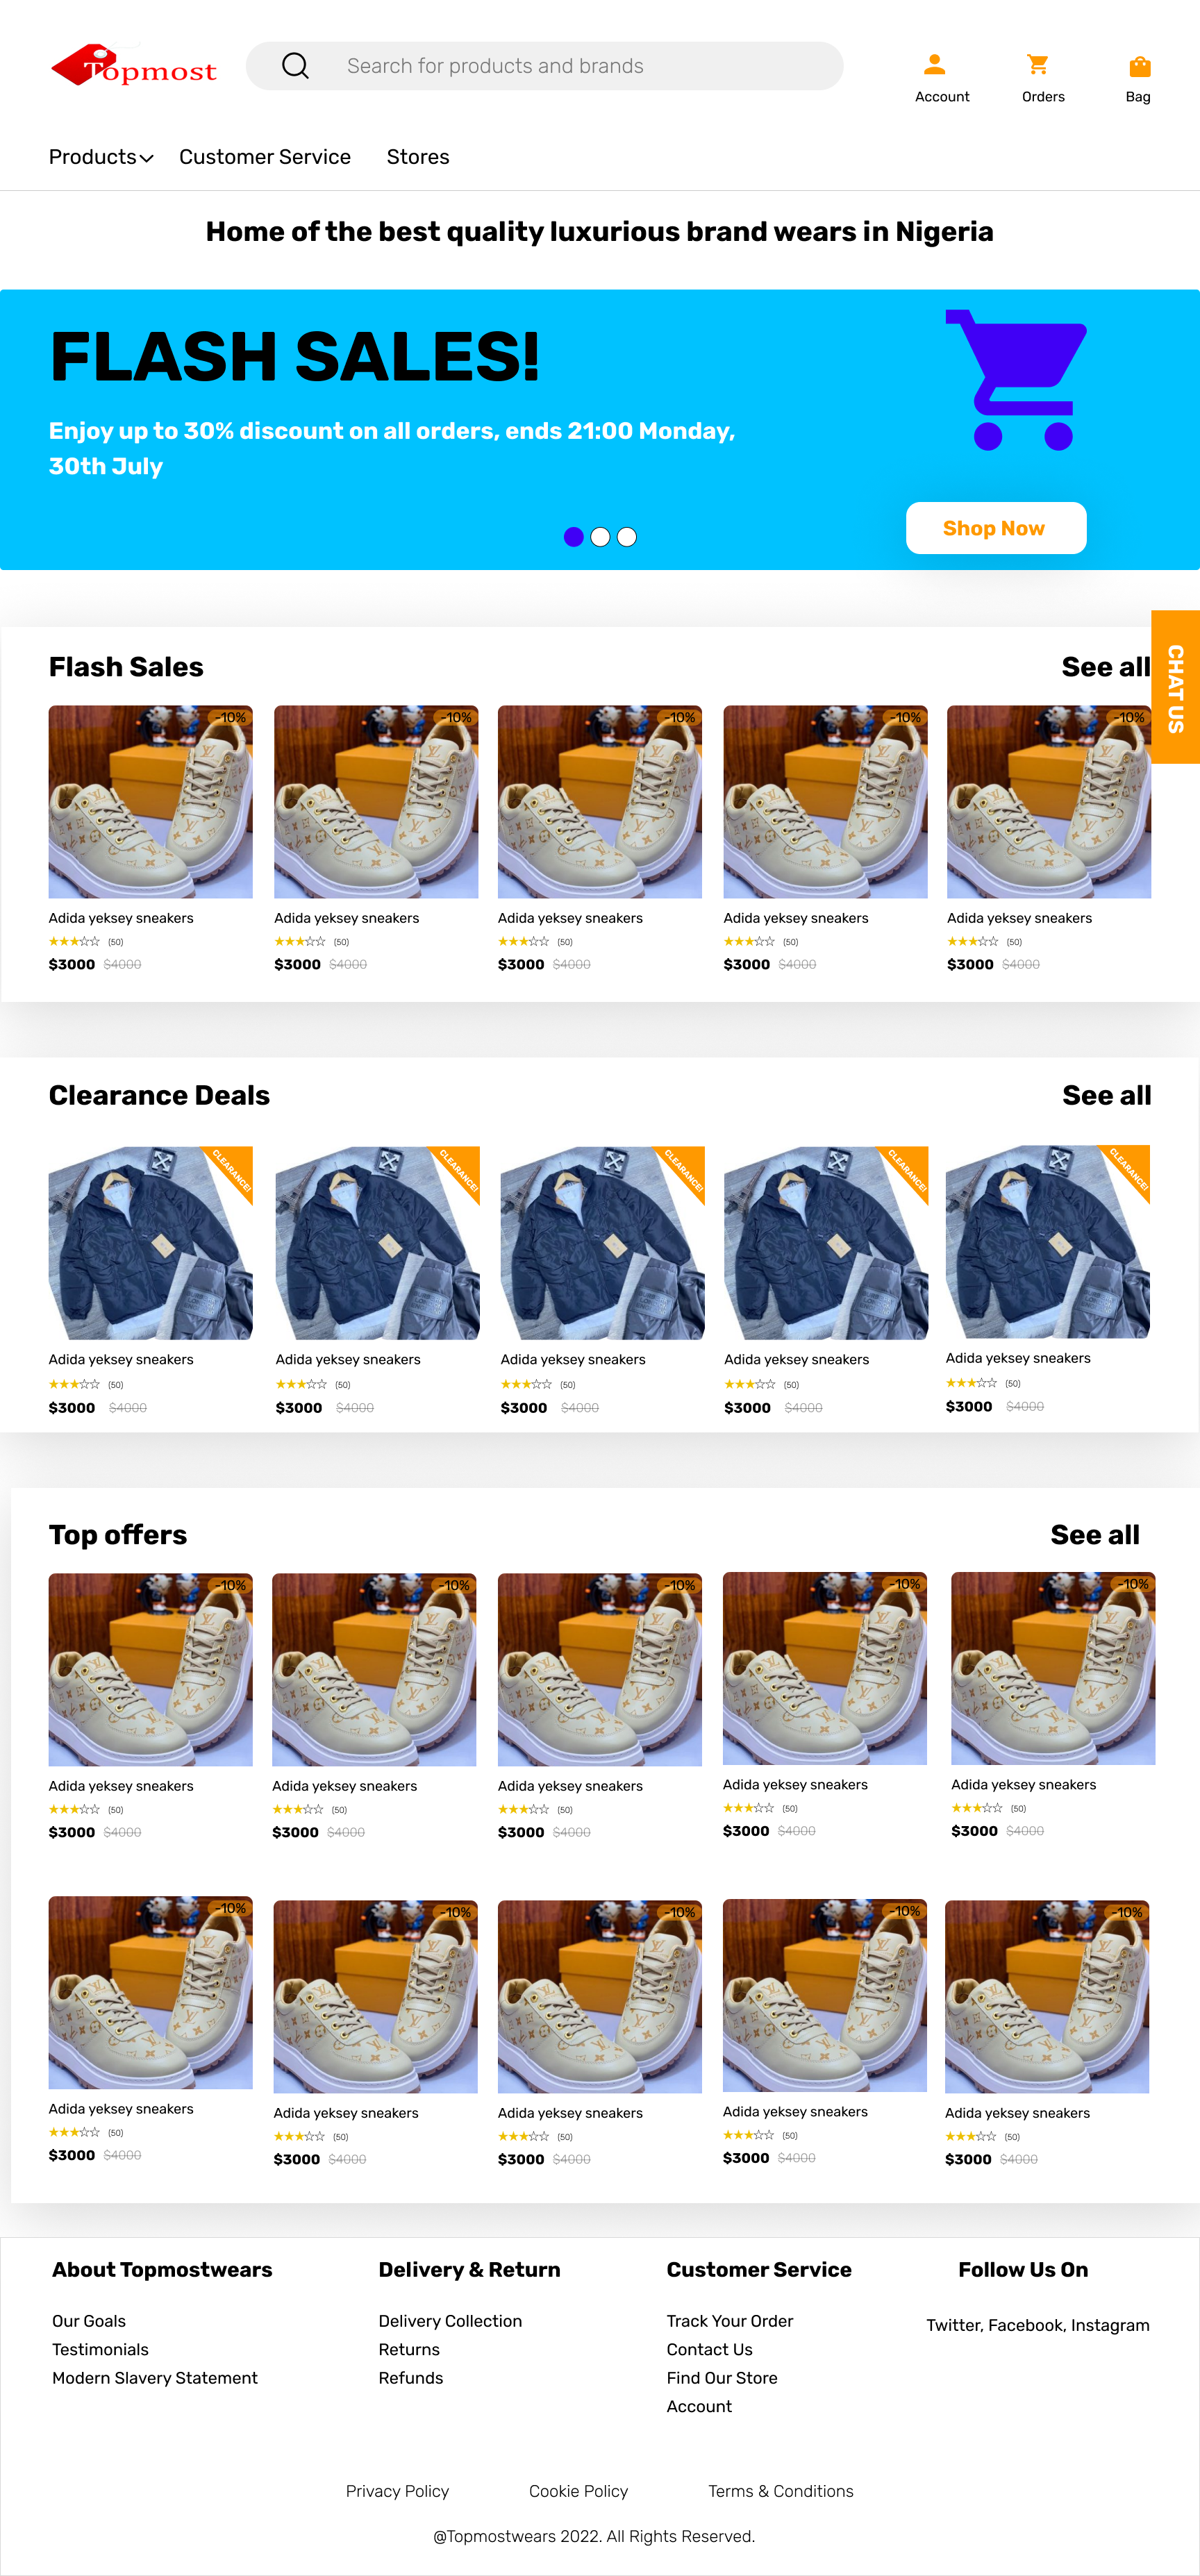 Topmost
Search for products and brands
Account
Orders
Bag
Products
Customer Service
Stores
Home of the best quality luxurious brand wears in Nigeria
FLASH SALES!
Enjoy up to 30% discount on all orders, ends 21:00 Monday,
30th July
Shop Now
CHAT US
Flash Sales
See all
-10%
-10%
-10%
-10%
-10%
Adida yeksey sneakers
Adida yeksey sneakers
Adida yeksey sneakers
Adida yeksey sneakers
Adida yeksey sneakers
(50)
(50)
(50)
(50)
(50)
$3000 $4000
$3000 $4000
$3000 $4000
$3000 $4000
$3000 $4000
Clearance Deals
See all
CLEARANCE!
CLEARANCE!
CLEARANCE!
CLEARANCE!
CLEARANCE!
Adida yeksey sneakers
Adida yeksey sneakers
Adida yeksey sneakers
Adida yeksey sneakers
Adida yeksey sneakers
(50)
(50)
(50)
(50)
(50)
$3000 $4000
$3000 $4000
$3000 $4000
$3000 $4000
$3000 $4000
Top offers
See all
-10%
-10%
-10%
-10%
-10%
Adida yeksey sneakers
Adida yeksey sneakers
Adida yeksey sneakers
Adida yeksey sneakers
Adida yeksey sneakers
(50)
(50)
(50)
(50)
(50)
$3000 $4000
$3000 $4000
$3000 $4000
$3000 $4000
$3000 $4000
-10%
-10%
-10%
-10%
-10%
Adida yeksey sneakers
Adida yeksey sneakers
Adida yeksey sneakers
Adida yeksey sneakers
Adida yeksey sneakers
(50)
(50)
(50)
(50)
(50)
$3000 $4000
$3000 $4000
$3000 $4000
$3000 $4000
$3000 $4000
About Topmostwears
Our Goals
Testimonials
Modern Slavery Statement
Delivery & Return
Delivery Collection
Returns
Refunds
Customer Service
Track Your Order
Contact Us
Find Our Store
Account
Follow Us On
Twitter, Facebook, Instagram
Privacy Policy
Cookie Policy
Terms & Conditions
@Topmostwears 2022. All Rights Reserved.